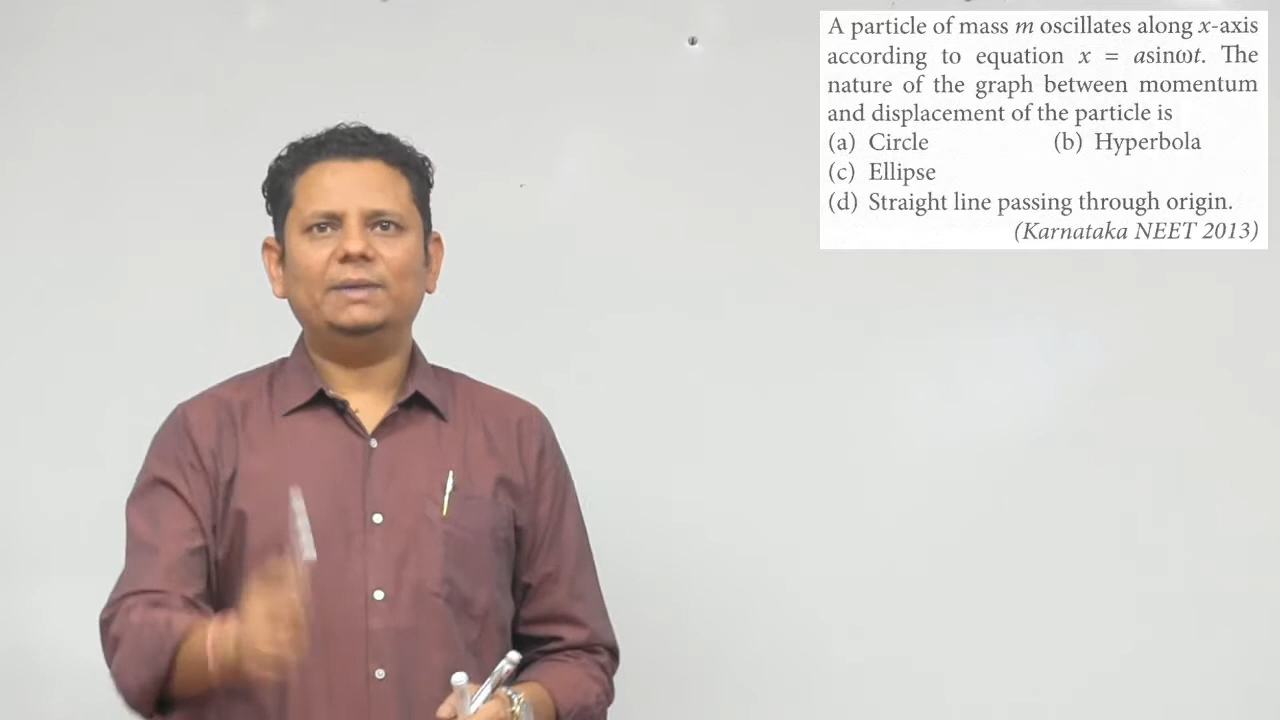 A particle of mass m oscillates along x-axis
according to equation x = asinωt. The
nature of the graph between momentum
and displacement of the particle is
(a) Circle (b) Hyperbola
(c) Ellipse
(d) Straight line passing through origin.
(Karnataka NEET 2013)